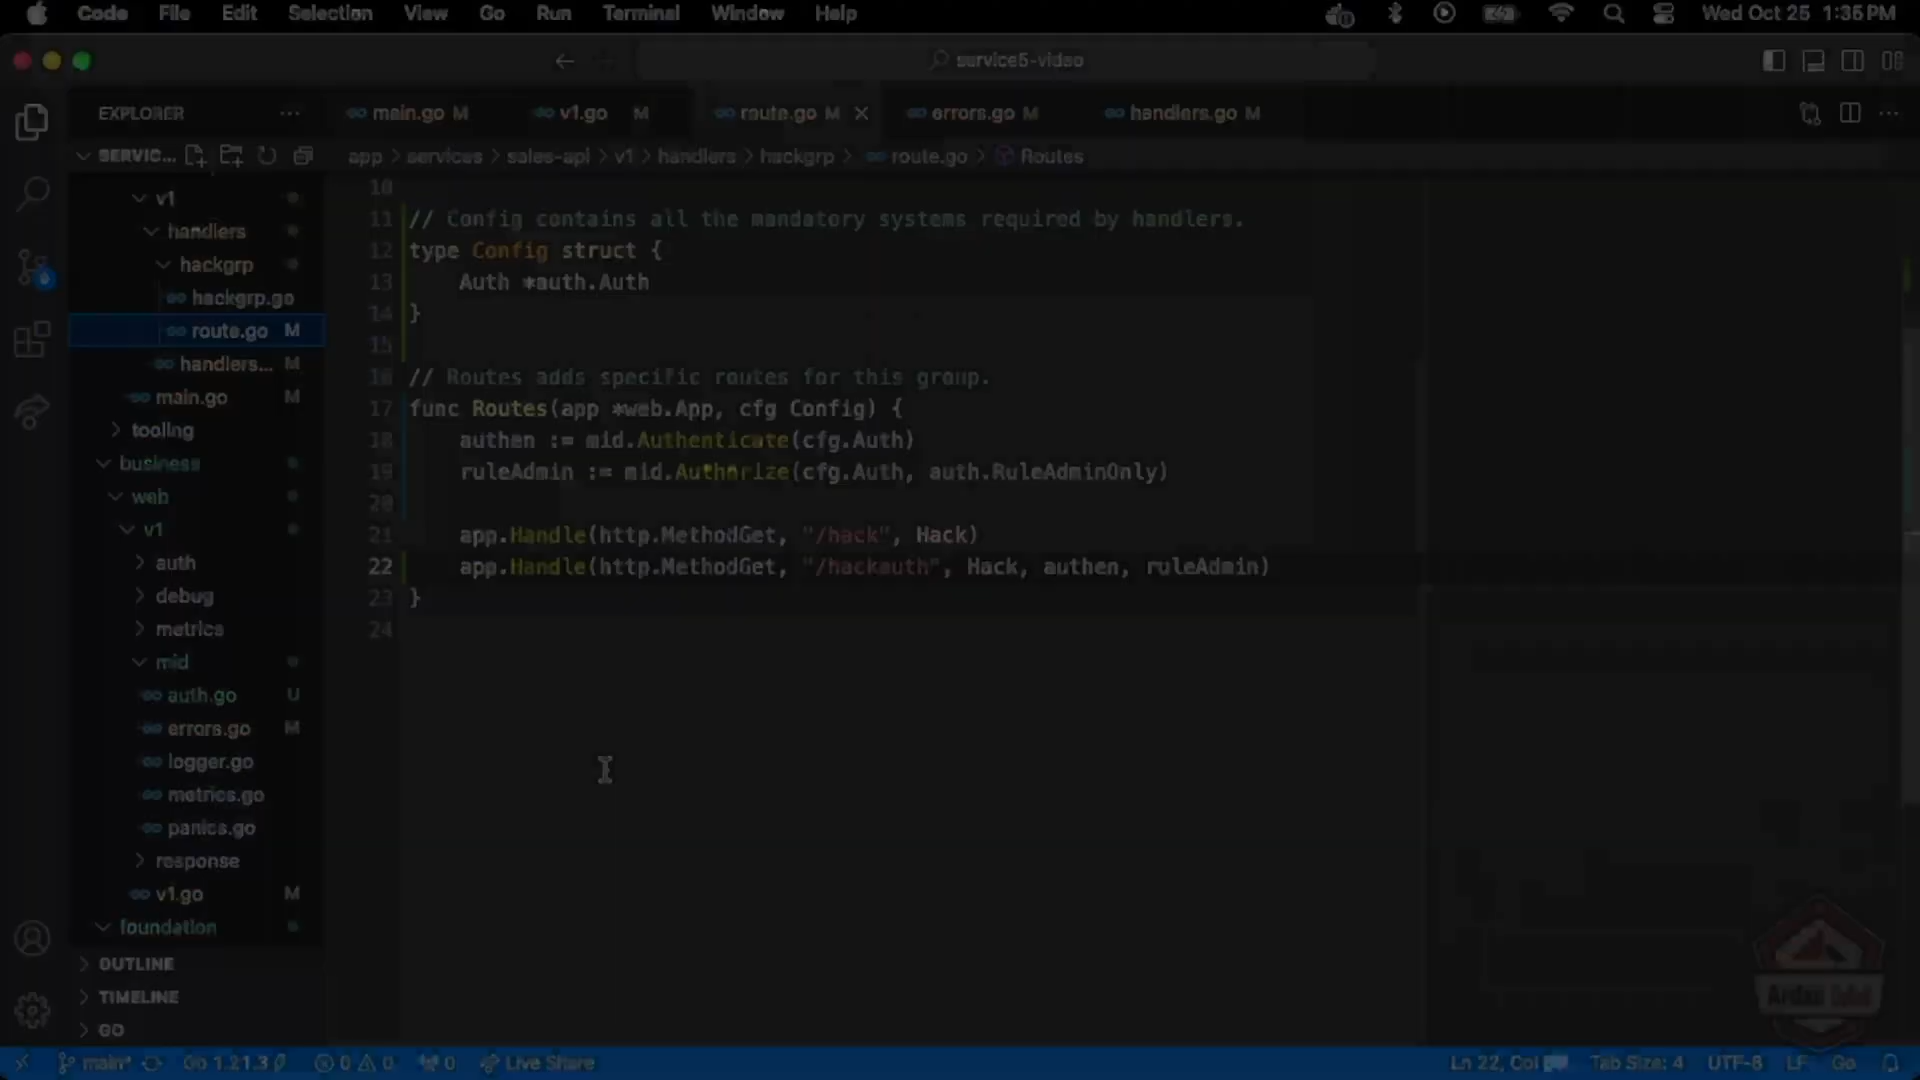 Code File Edit Selection View Go Run Terminal Window Help Wed Oct 25 1:35 PM
service5-video
EXPLORER
main.go M v1.go M route.go M errors.go M handlers.go M
SERVIC...
app > services > sales-api > v1 > handlers > hackgrp > route.go > Routes
v1
handlers
hackgrp
hackgrp.go
route.go M
handlers... M
main.go M
tooling
business
web
v1
auth
debug
metrics
mid
auth.go U
errors.go M
logger.go
metrics.go
panics.go
response
v1.go M
foundation
OUTLINE
TIMELINE
GO
10
11 // Config contains all the mandatory systems required by handlers.
12 type Config struct {
13 Auth *auth.Auth
14 }
15
16 // Routes adds specific routes for this group.
17 func Routes(app *web.App, cfg Config) {
18 authen := mid.Authenticate(cfg.Auth)
19 ruleAdmin := mid.Authorize(cfg.Auth, auth.RuleAdminOnly)
20
21 app.Handle(http.MethodGet, "/hack", Hack)
22 app.Handle(http.MethodGet, "/hackauth", Hack, authen, ruleAdmin)
23 }
24
Ardan
main* Go 1.21.3 0 0 0 Live Share Ln 22, Col Tab Size: 4 UTF-8 LF Go